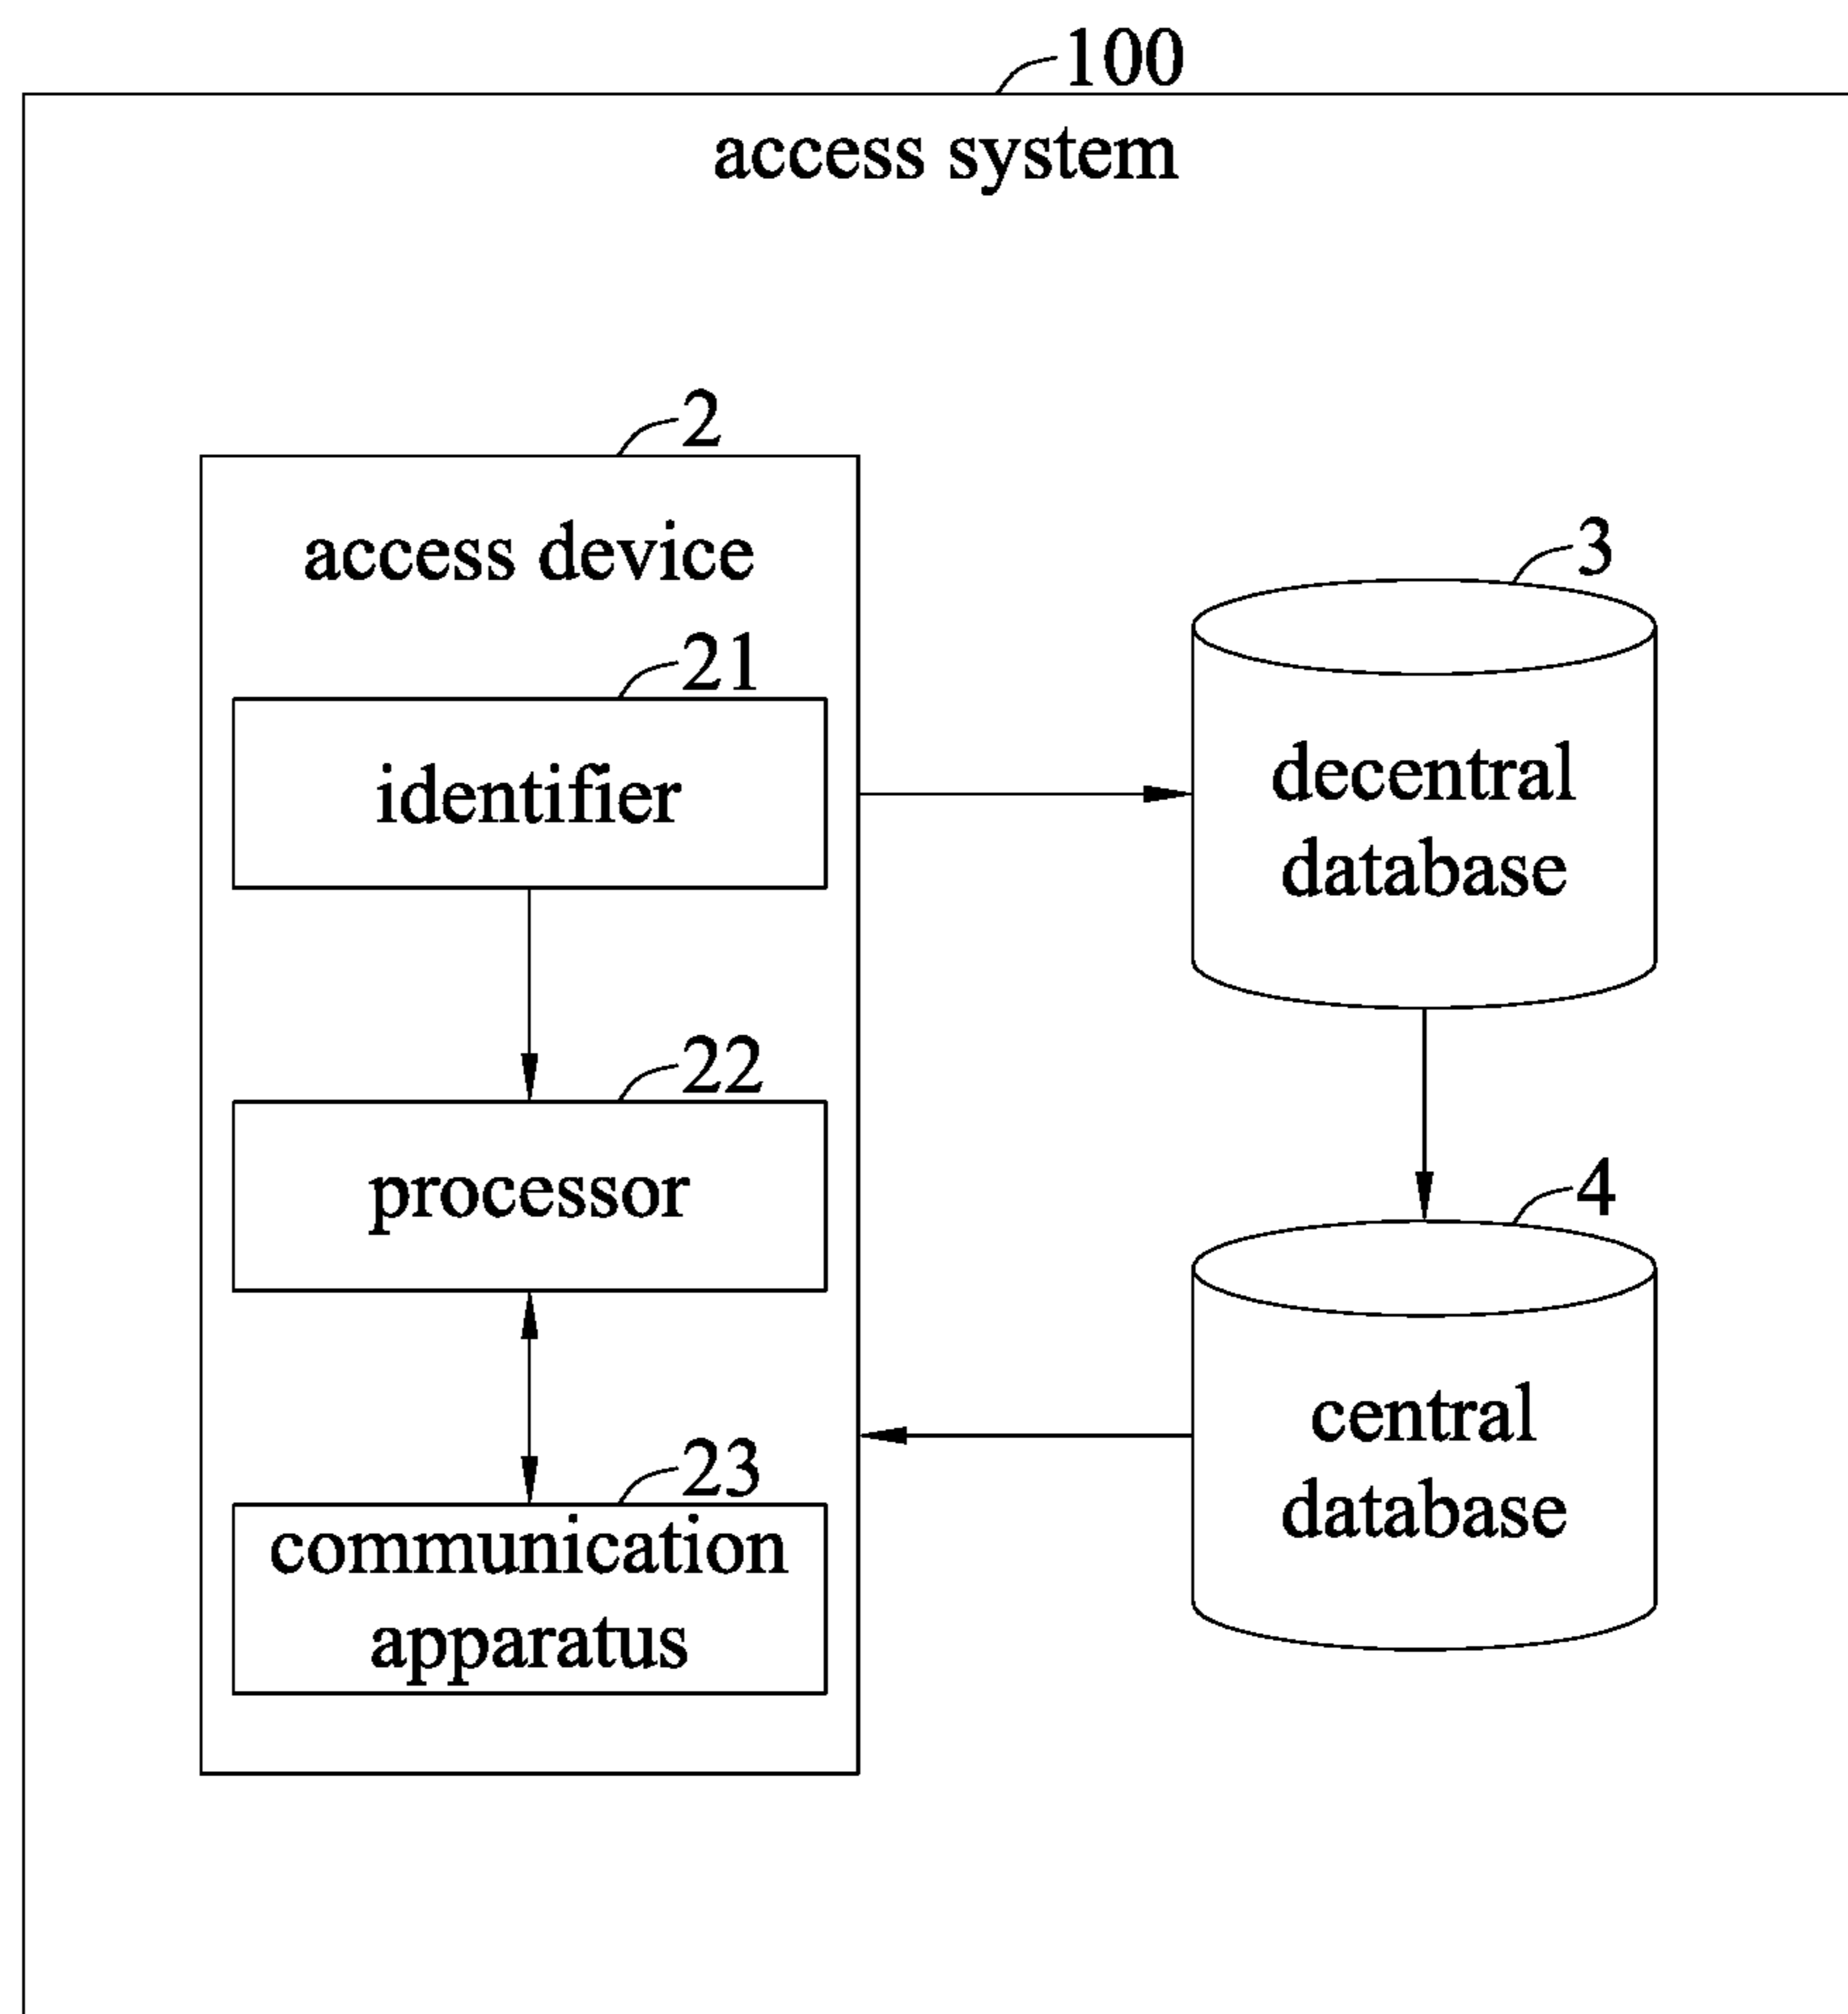 100
access system
2
access device
21
identifier
22
processor
23
communication
apparatus
3
decentral
database
4
central
database